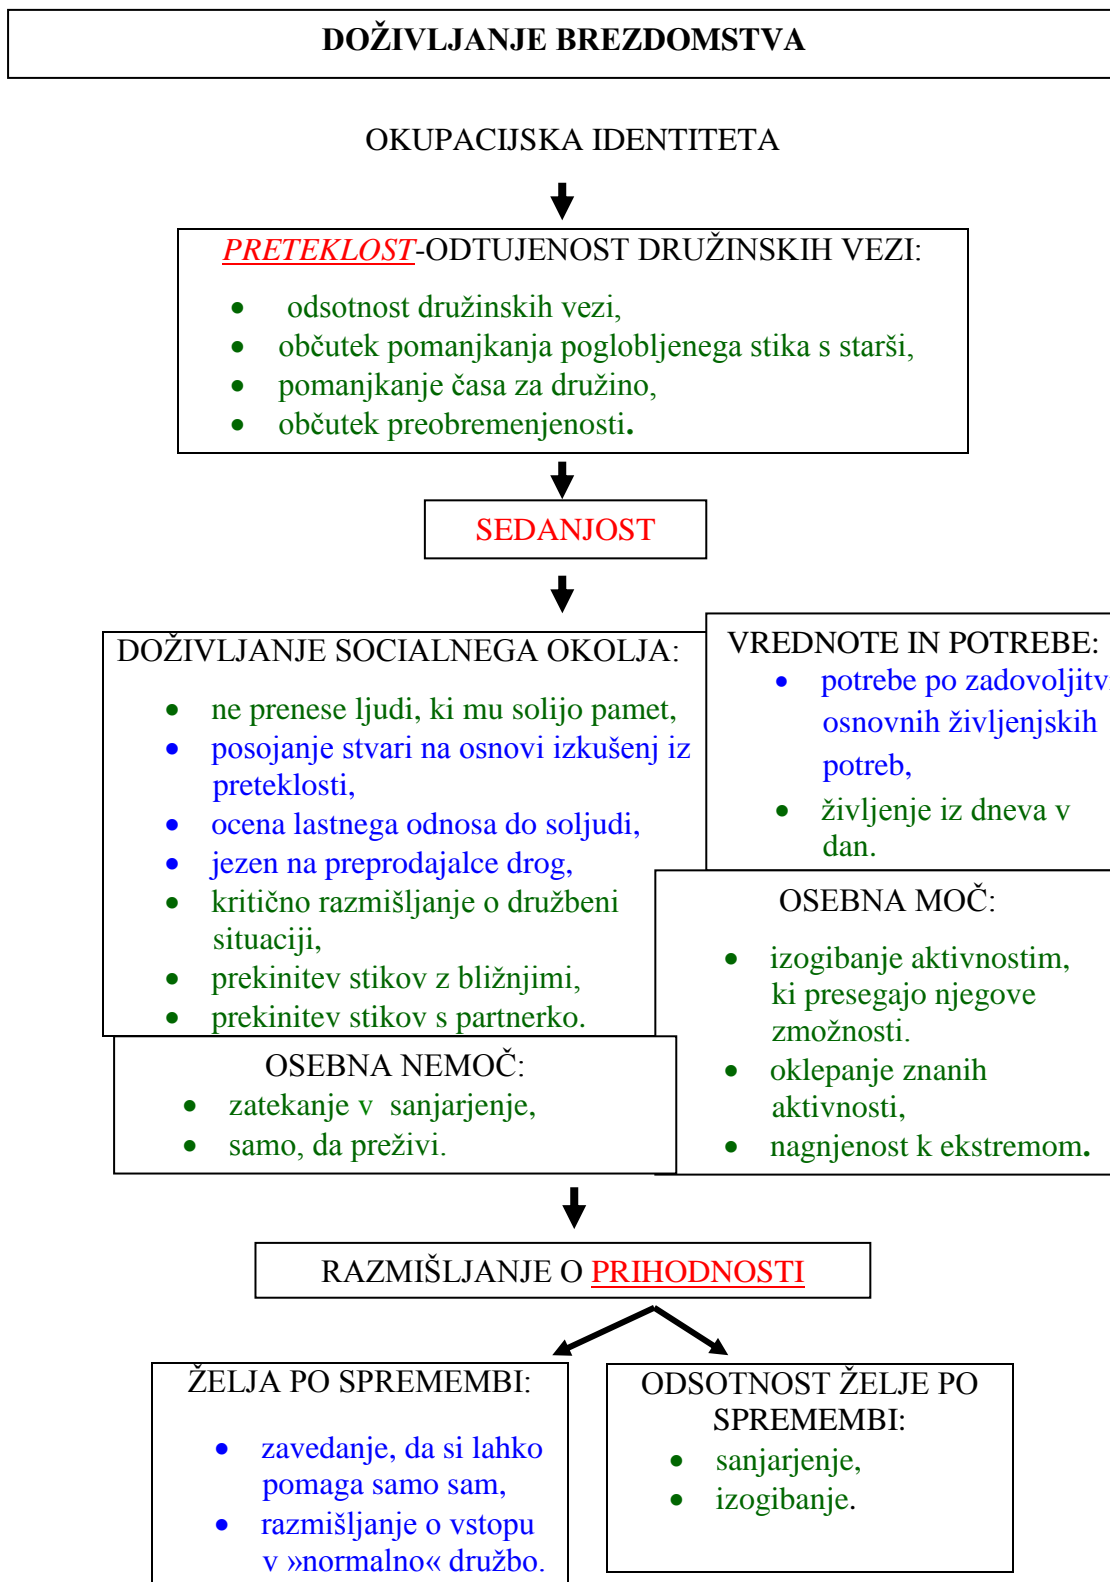 DOŽIVLJANJE BREZDOMSTVA
OKUPACIJSKA IDENTITETA
PRETEKLOST-ODTUJENOST DRUŽINSKIH VEZI:
• odsotnost družinskih vezi,
• občutek pomanjkanja poglobljenega stika s starši,
• pomanjkanje časa za družino,
• občutek preobremenjenosti.
SEDANJOST
DOŽIVLJANJE SOCIALNEGA OKOLJA:
• ne prenese ljudi, ki mu solijo pamet,
• posojanje stvari na osnovi izkušenj iz
preteklosti,
• ocena lastnega odnosa do soljudi,
• jezen na preprodajalce drog,
• kritično razmišljanje o družbeni
situaciji,
• prekinitev stikov z bližnjimi,
• prekinitev stikov s partnerko.
VREDNOTE IN POTREBE:
• potrebe po zadovoljitvi
osnovnih življenjskih
potreb,
• življenje iz dneva v
dan.
OSEBNA NEMOČ:
• zatekanje v sanjarjenje,
• samo, da preživi.
OSEBNA MOČ:
• izogibanje aktivnostim,
ki presegajo njegove
zmožnosti.
• oklepanje znanih
aktivnosti,
• nagnjenost k ekstremom.
RAZMIŠLJANJE O PRIHODNOSTI
ŽELJA PO SPREMEMBI:
• zavedanje, da si lahko
pomaga samo sam,
• razmišljanje o vstopu
v »normalno« družbo.
ODSOTNOST ŽELJE PO
SPREMEMBI:
• sanjarjenje,
• izogibanje.